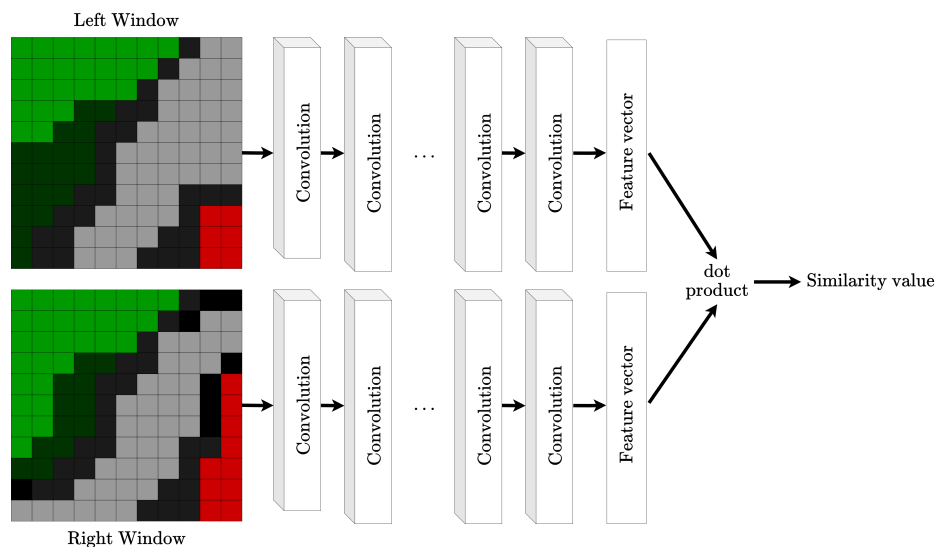 Left Window
Convolution
Convolution
...
Convolution
Convolution
Feature vector
dot
product
Similarity value
Convolution
Convolution
...
Convolution
Convolution
Feature vector
Right Window